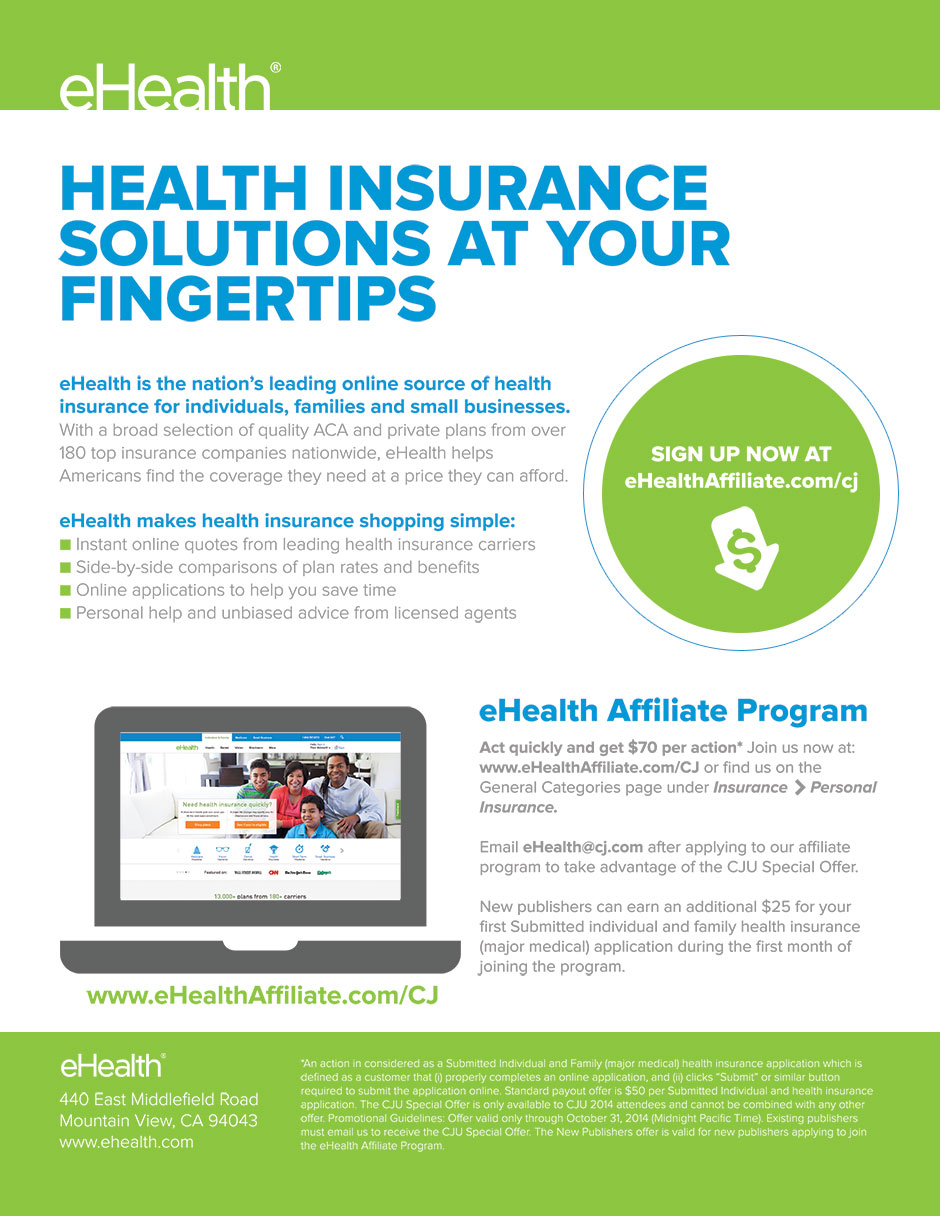 eHealth®
HEALTH INSURANCE
SOLUTIONS AT YOUR
FINGERTIPS
eHealth is the nation's leading online source of health
insurance for individuals, families and small businesses.
With a broad selection of quality ACA and private plans from over
180 top insurance companies nationwide, eHealth helps
Americans find the coverage they need at a price they can afford.
eHealth makes health insurance shopping simple:
■ Instant online quotes from leading health insurance carriers
■ Side-by-side comparisons of plan rates and benefits
■ Online applications to help you save time
■ Personal help and unbiased advice from licensed agents
SIGN UP NOW AT
eHealthAffiliate.com/cj
$
eHealth
Need health insurance quickly?
Featured on: CNN
13,000+ plans from 180+ carriers
www.eHealthAffiliate.com/CJ
eHealth Affiliate Program
Act quickly and get $70 per action* Join us now at:
www.eHealthAffiliate.com/CJ or find us on the
General Categories page under Insurance > Personal
Insurance.
Email eHealth@cj.com after applying to our affiliate
program to take advantage of the CJU Special Offer.
New publishers can earn an additional $25 for your
first Submitted individual and family health insurance
(major medical) application during the first month of
joining the program.
eHealth®
440 East Middlefield Road
Mountain View, CA 94043
www.ehealth.com
*An action in considered as a Submitted Individual and Family (major medical) health insurance application which is
defined as a customer that (i) properly completes an online application, and (ii) clicks "Submit" or similar button
required to submit the application online. Standard payout offer is $50 per Submitted Individual and health insurance
application. The CJU Special Offer is only available to CJU 2014 attendees and cannot be combined with any other
offer. Promotional Guidelines: Offer valid only through October 31, 2014 (Midnight Pacific Time). Existing publishers
must email us to receive the CJU Special Offer. The New Publishers offer is valid for new publishers applying to join
the eHealth Affiliate Program.